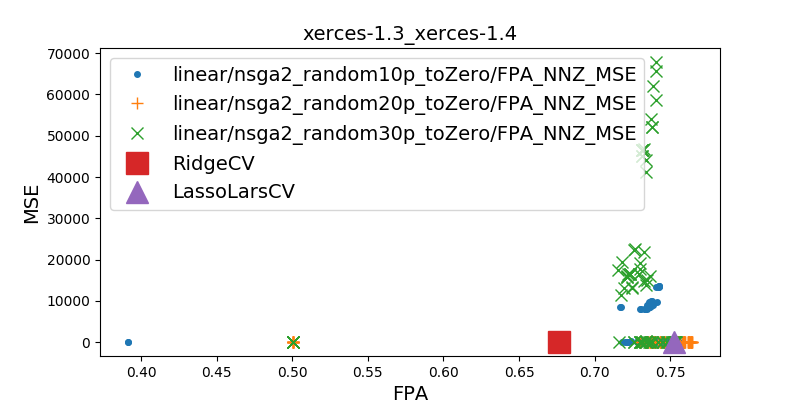 xerces-1.3_xerces-1.4
70000
60000
50000
40000
30000
20000
10000
0
MSE
linear/nsga2_random10p_toZero/FPA_NNZ_MSE
linear/nsga2_random20p_toZero/FPA_NNZ_MSE
linear/nsga2_random30p_toZero/FPA_NNZ_MSE
RidgeCV
LassoLarsCV
0.40 0.45 0.50 0.55 0.60 0.65 0.70 0.75
FPA